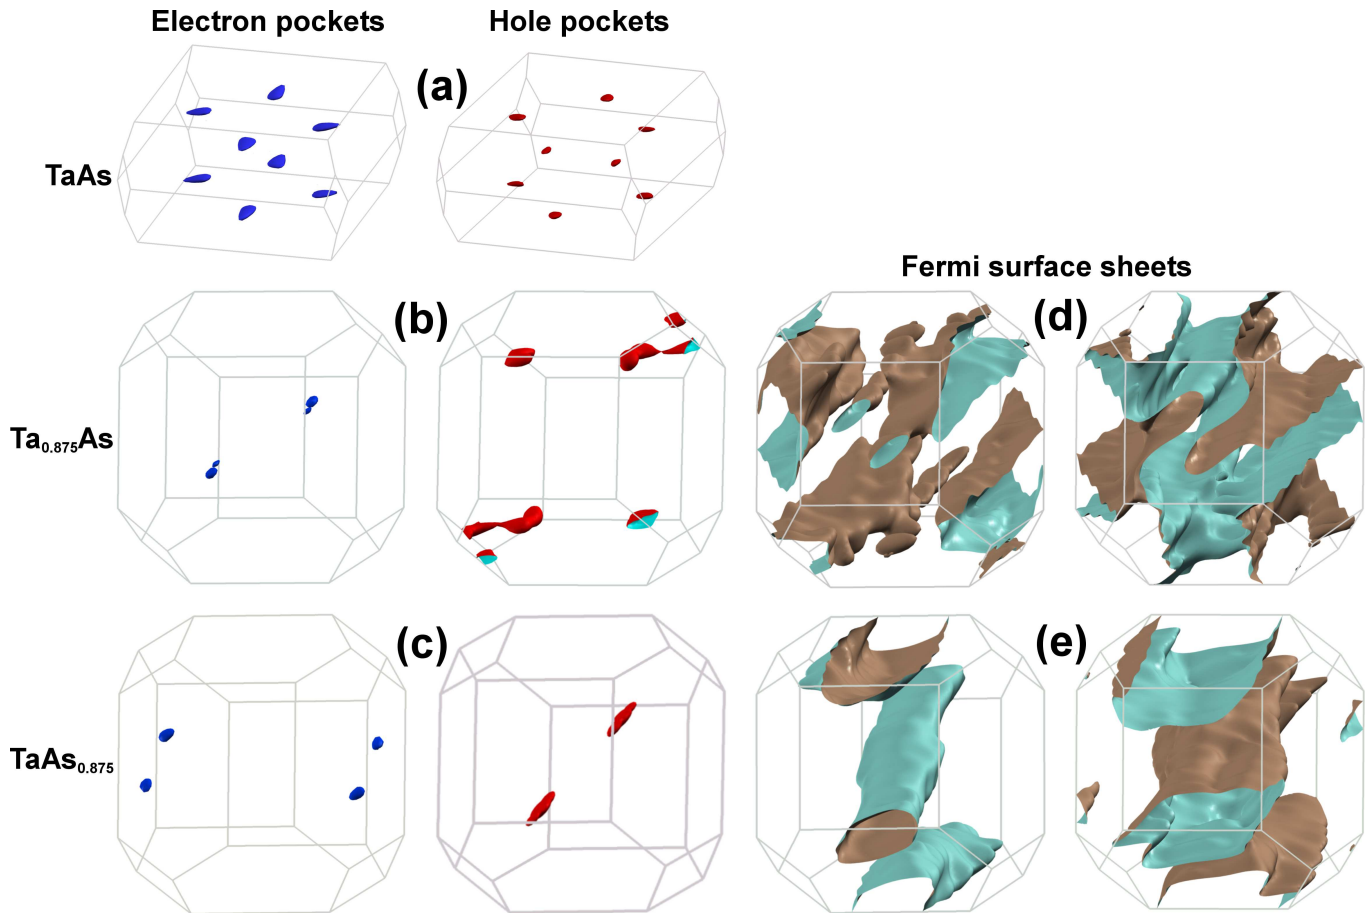 Electron pockets
Hole pockets
(a)
TaAs
Fermi surface sheets
(b)
(d)
Ta₀.₈₇₅As
(c)
(e)
TaAs₀.₈₇₅